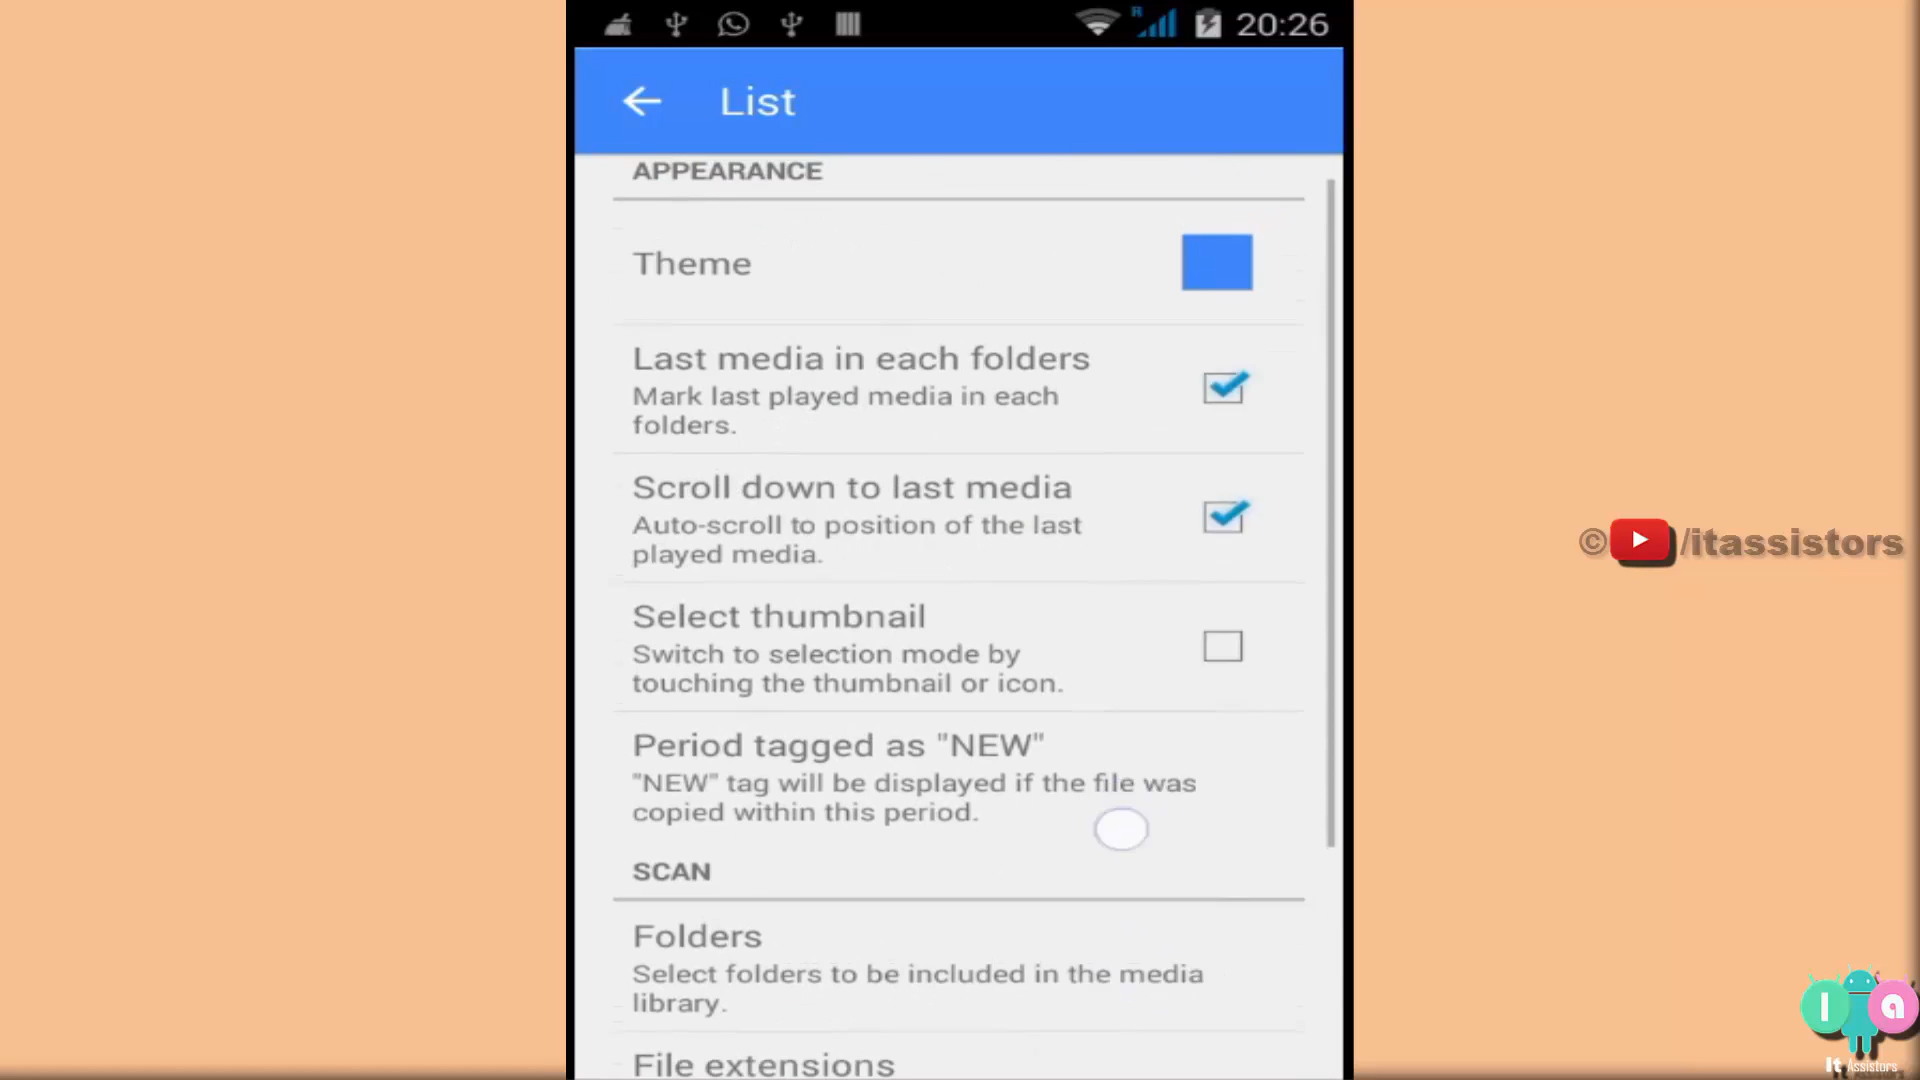 R
20:26
List
APPEARANCE
Theme
Last media in each folders
Mark last played media in each
folders.
Scroll down to last media
Auto-scroll to position of the last
played media.
Select thumbnail
Switch to selection mode by
touching the thumbnail or icon.
Period tagged as "NEW"
"NEW" tag will be displayed if the file was
copied within this period.
SCAN
Folders
Select folders to be included in the media
library.
File extensions
© /itassistors
I a
It Assistors